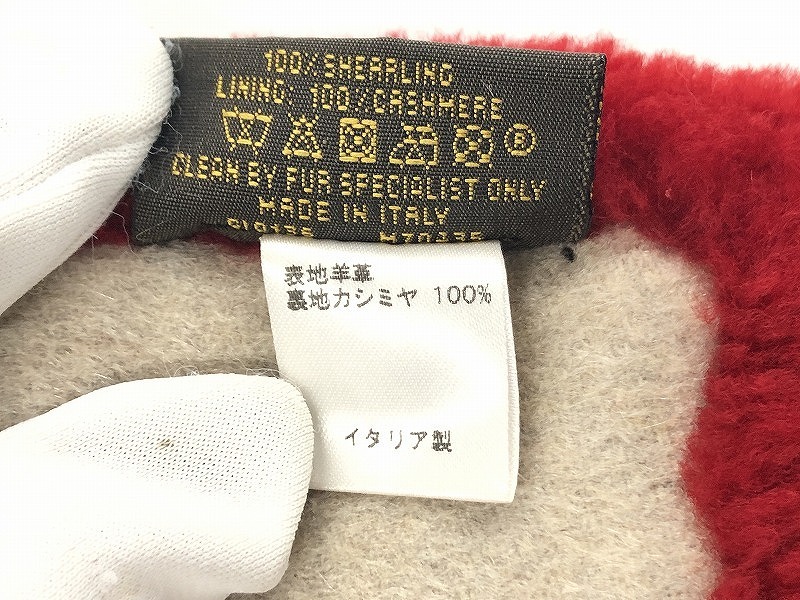 100% SHEARLING
LINING: 100% CASHMERE
CLEAN BY FUR SPECIALIST ONLY
MADE IN ITALY
表地羊革
裏地カシミヤ 100%
イタリア製